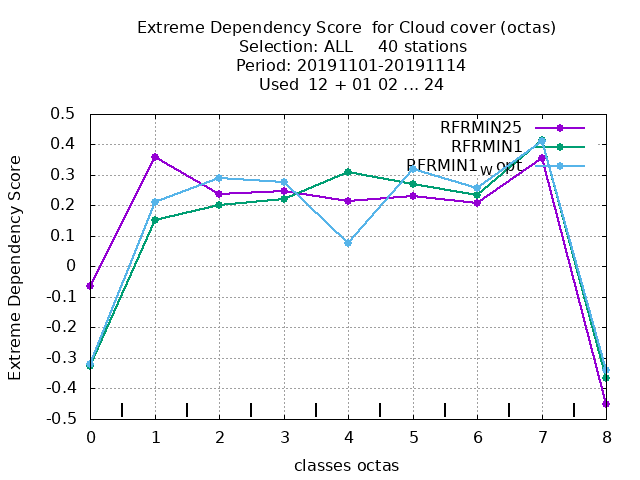 Extreme Dependency Score  for Cloud cover (octas)
Selection: ALL     40 stations
Period: 20191101-20191114
Used  12 + 01 02 ... 24
RFRMIN25
RFRMIN1
RFRMIN1w opt
Extreme Dependency Score
0.5
0.4
0.3
0.2
0.1
0
-0.1
-0.2
-0.3
-0.4
-0.5
0 1 2 3 4 5 6 7 8
classes octas